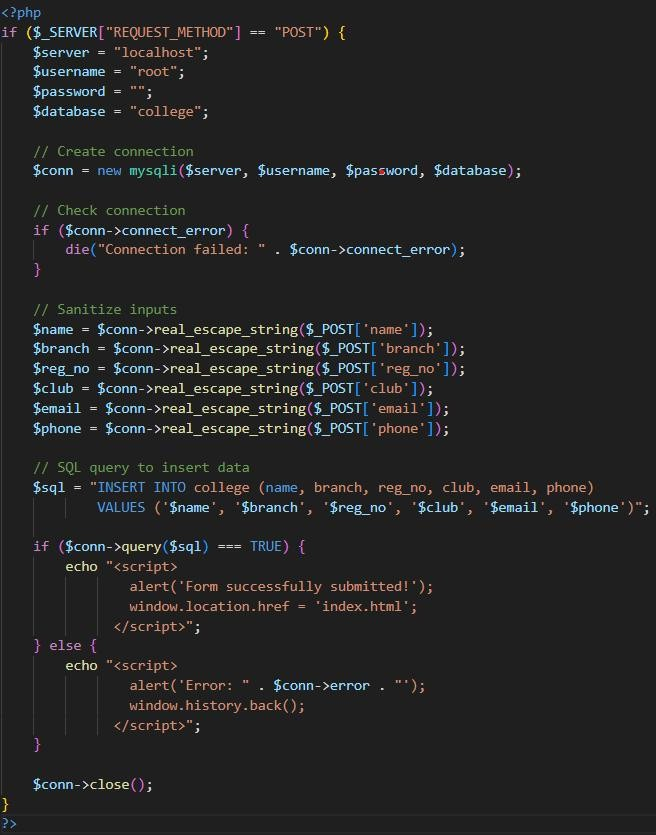 <?php
if ($_SERVER["REQUEST_METHOD"] == "POST") {
    $server = "localhost";
    $username = "root";
    $password = "";
    $database = "college";

    // Create connection
    $conn = new mysqli($server, $username, $password, $database);

    // Check connection
    if ($conn->connect_error) {
        die("Connection failed: " . $conn->connect_error);
    }

    // Sanitize inputs
    $name = $conn->real_escape_string($_POST['name']);
    $branch = $conn->real_escape_string($_POST['branch']);
    $reg_no = $conn->real_escape_string($_POST['reg_no']);
    $club = $conn->real_escape_string($_POST['club']);
    $email = $conn->real_escape_string($_POST['email']);
    $phone = $conn->real_escape_string($_POST['phone']);

    // SQL query to insert data
    $sql = "INSERT INTO college (name, branch, reg_no, club, email, phone)
            VALUES ('$name', '$branch', '$reg_no', '$club', '$email', '$phone')";

    if ($conn->query($sql) === TRUE) {
        echo "<script>
                alert('Form successfully submitted!');
                window.location.href = 'index.html';
              </script>";
    } else {
        echo "<script>
                alert('Error: " . $conn->error . "');
                window.history.back();
              </script>";
    }

    $conn->close();
}
?>